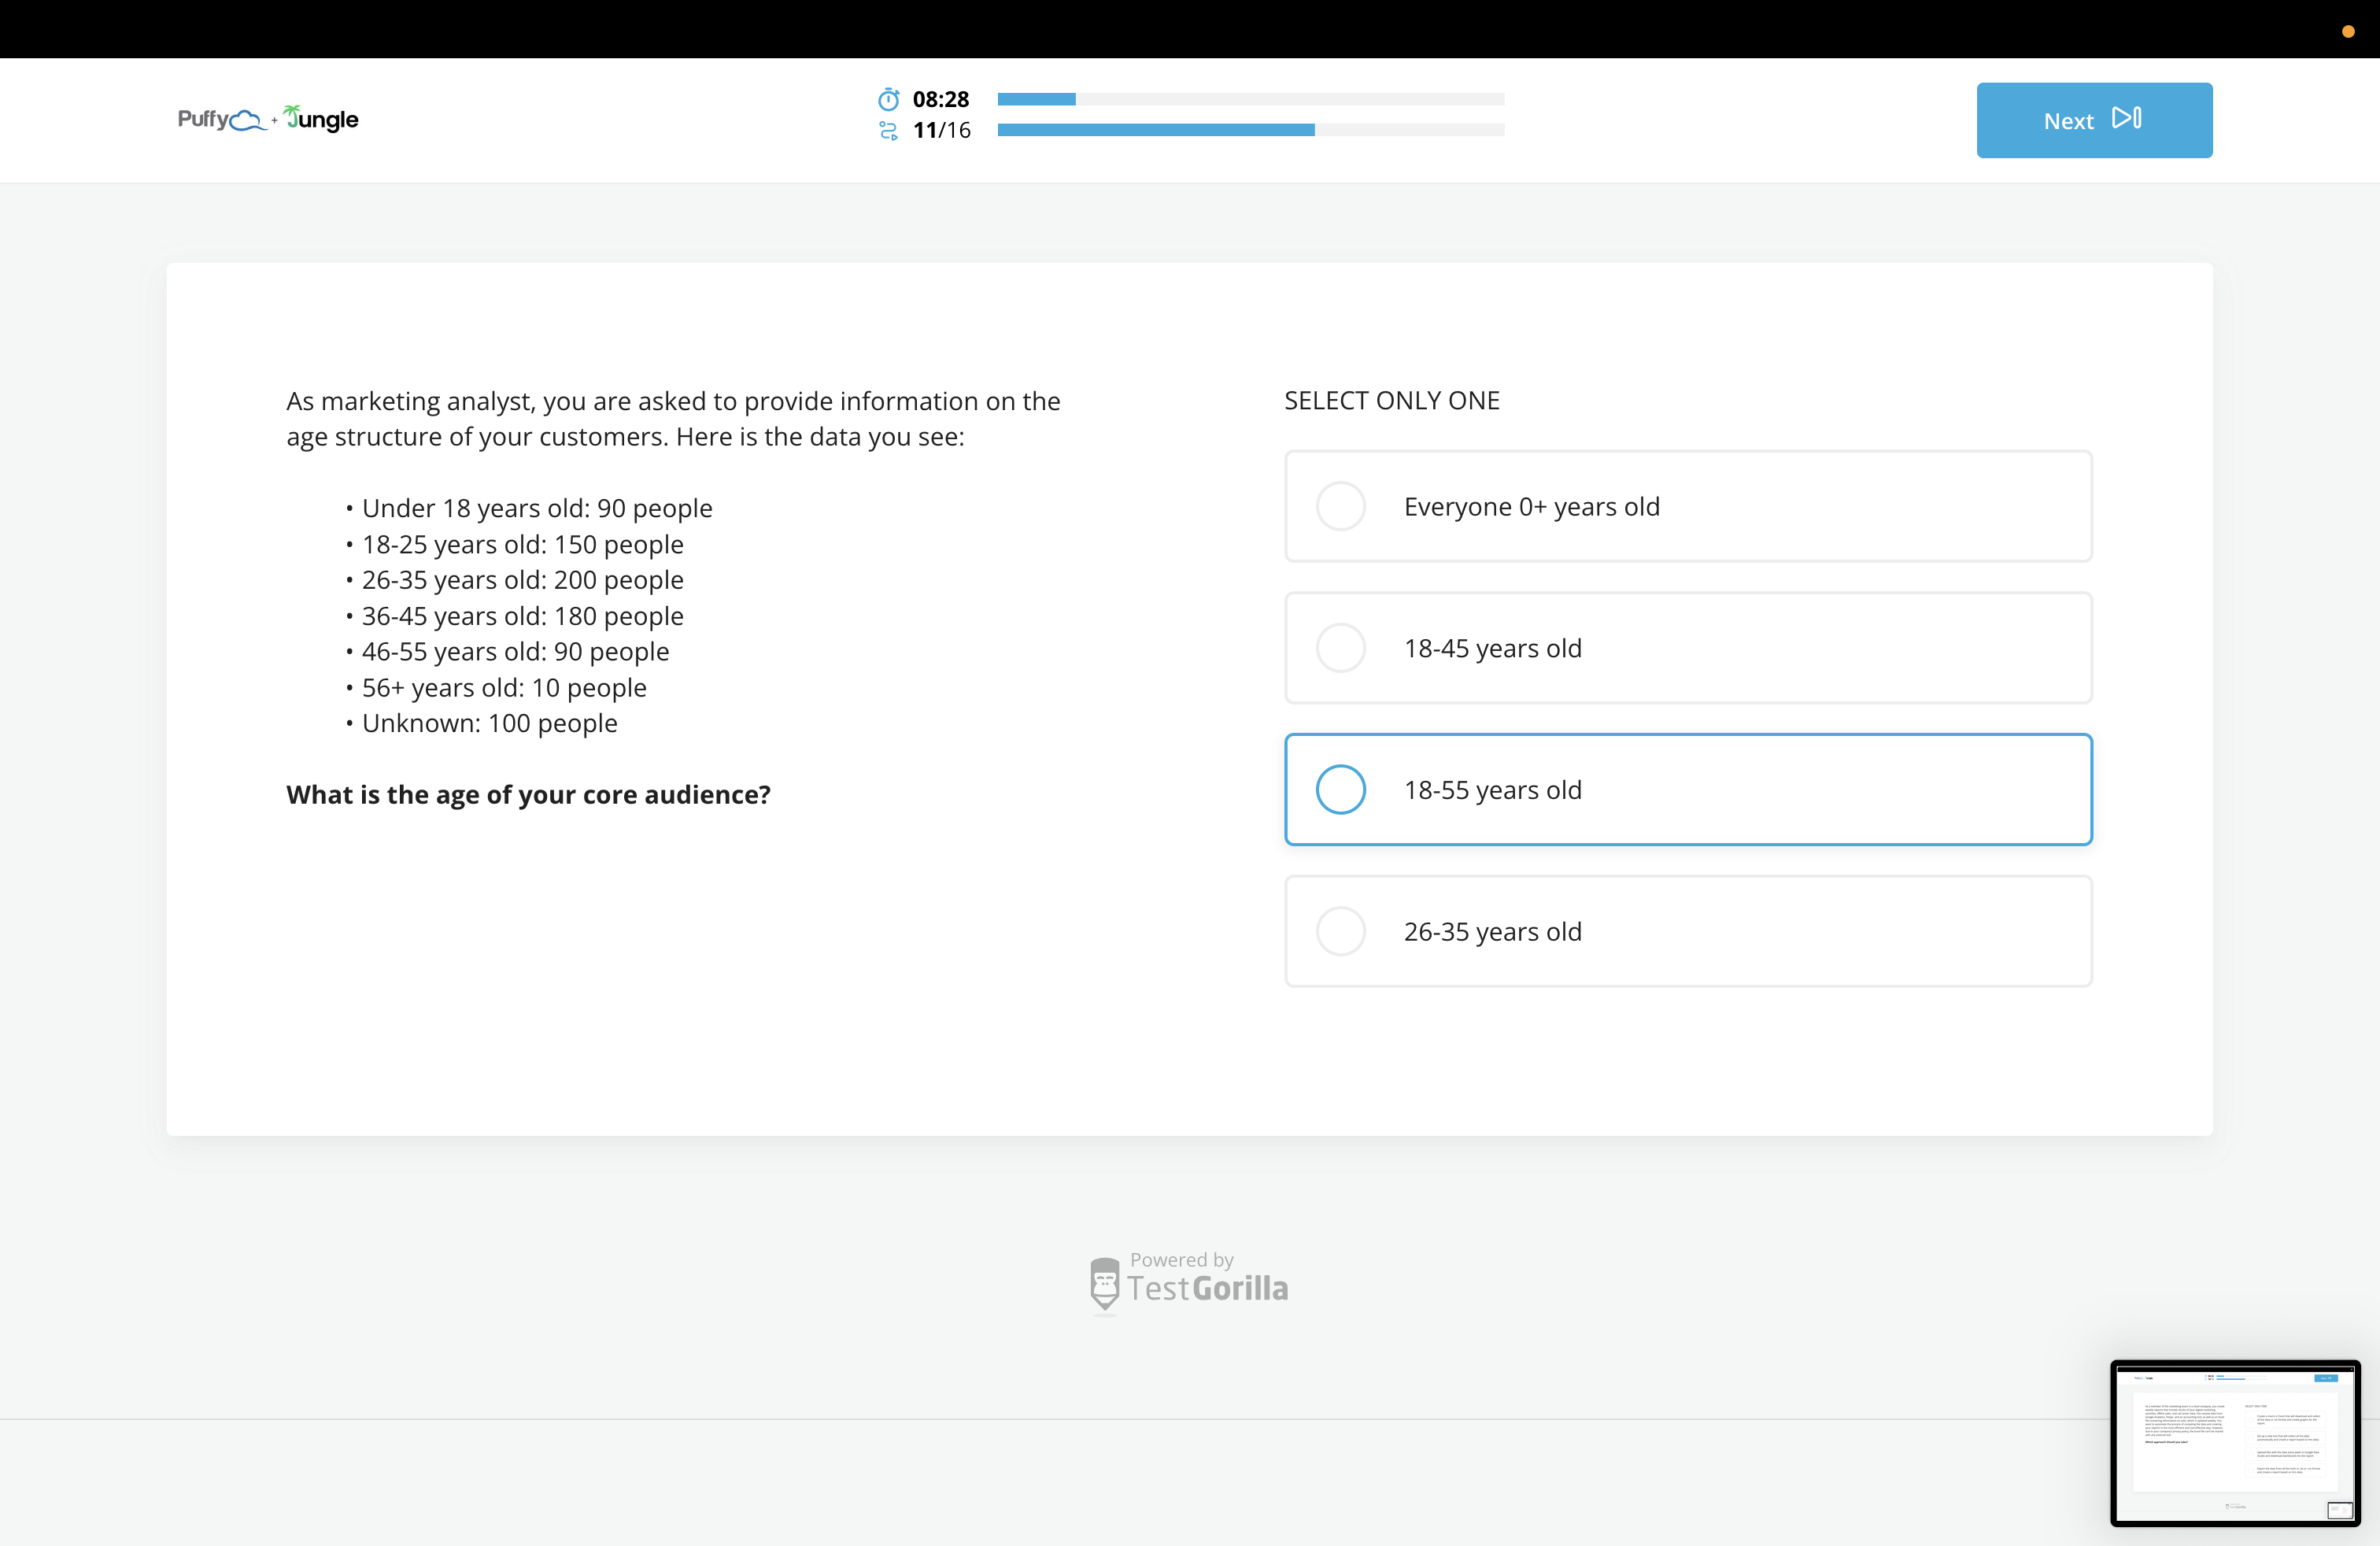 Puffy + Jungle
08:28
11/16
Next
As marketing analyst, you are asked to provide information on the
age structure of your customers. Here is the data you see:
• Under 18 years old: 90 people
• 18-25 years old: 150 people
• 26-35 years old: 200 people
• 36-45 years old: 180 people
• 46-55 years old: 90 people
• 56+ years old: 10 people
• Unknown: 100 people
What is the age of your core audience?
SELECT ONLY ONE
Everyone 0+ years old
18-45 years old
18-55 years old
26-35 years old
Powered by
TestGorilla